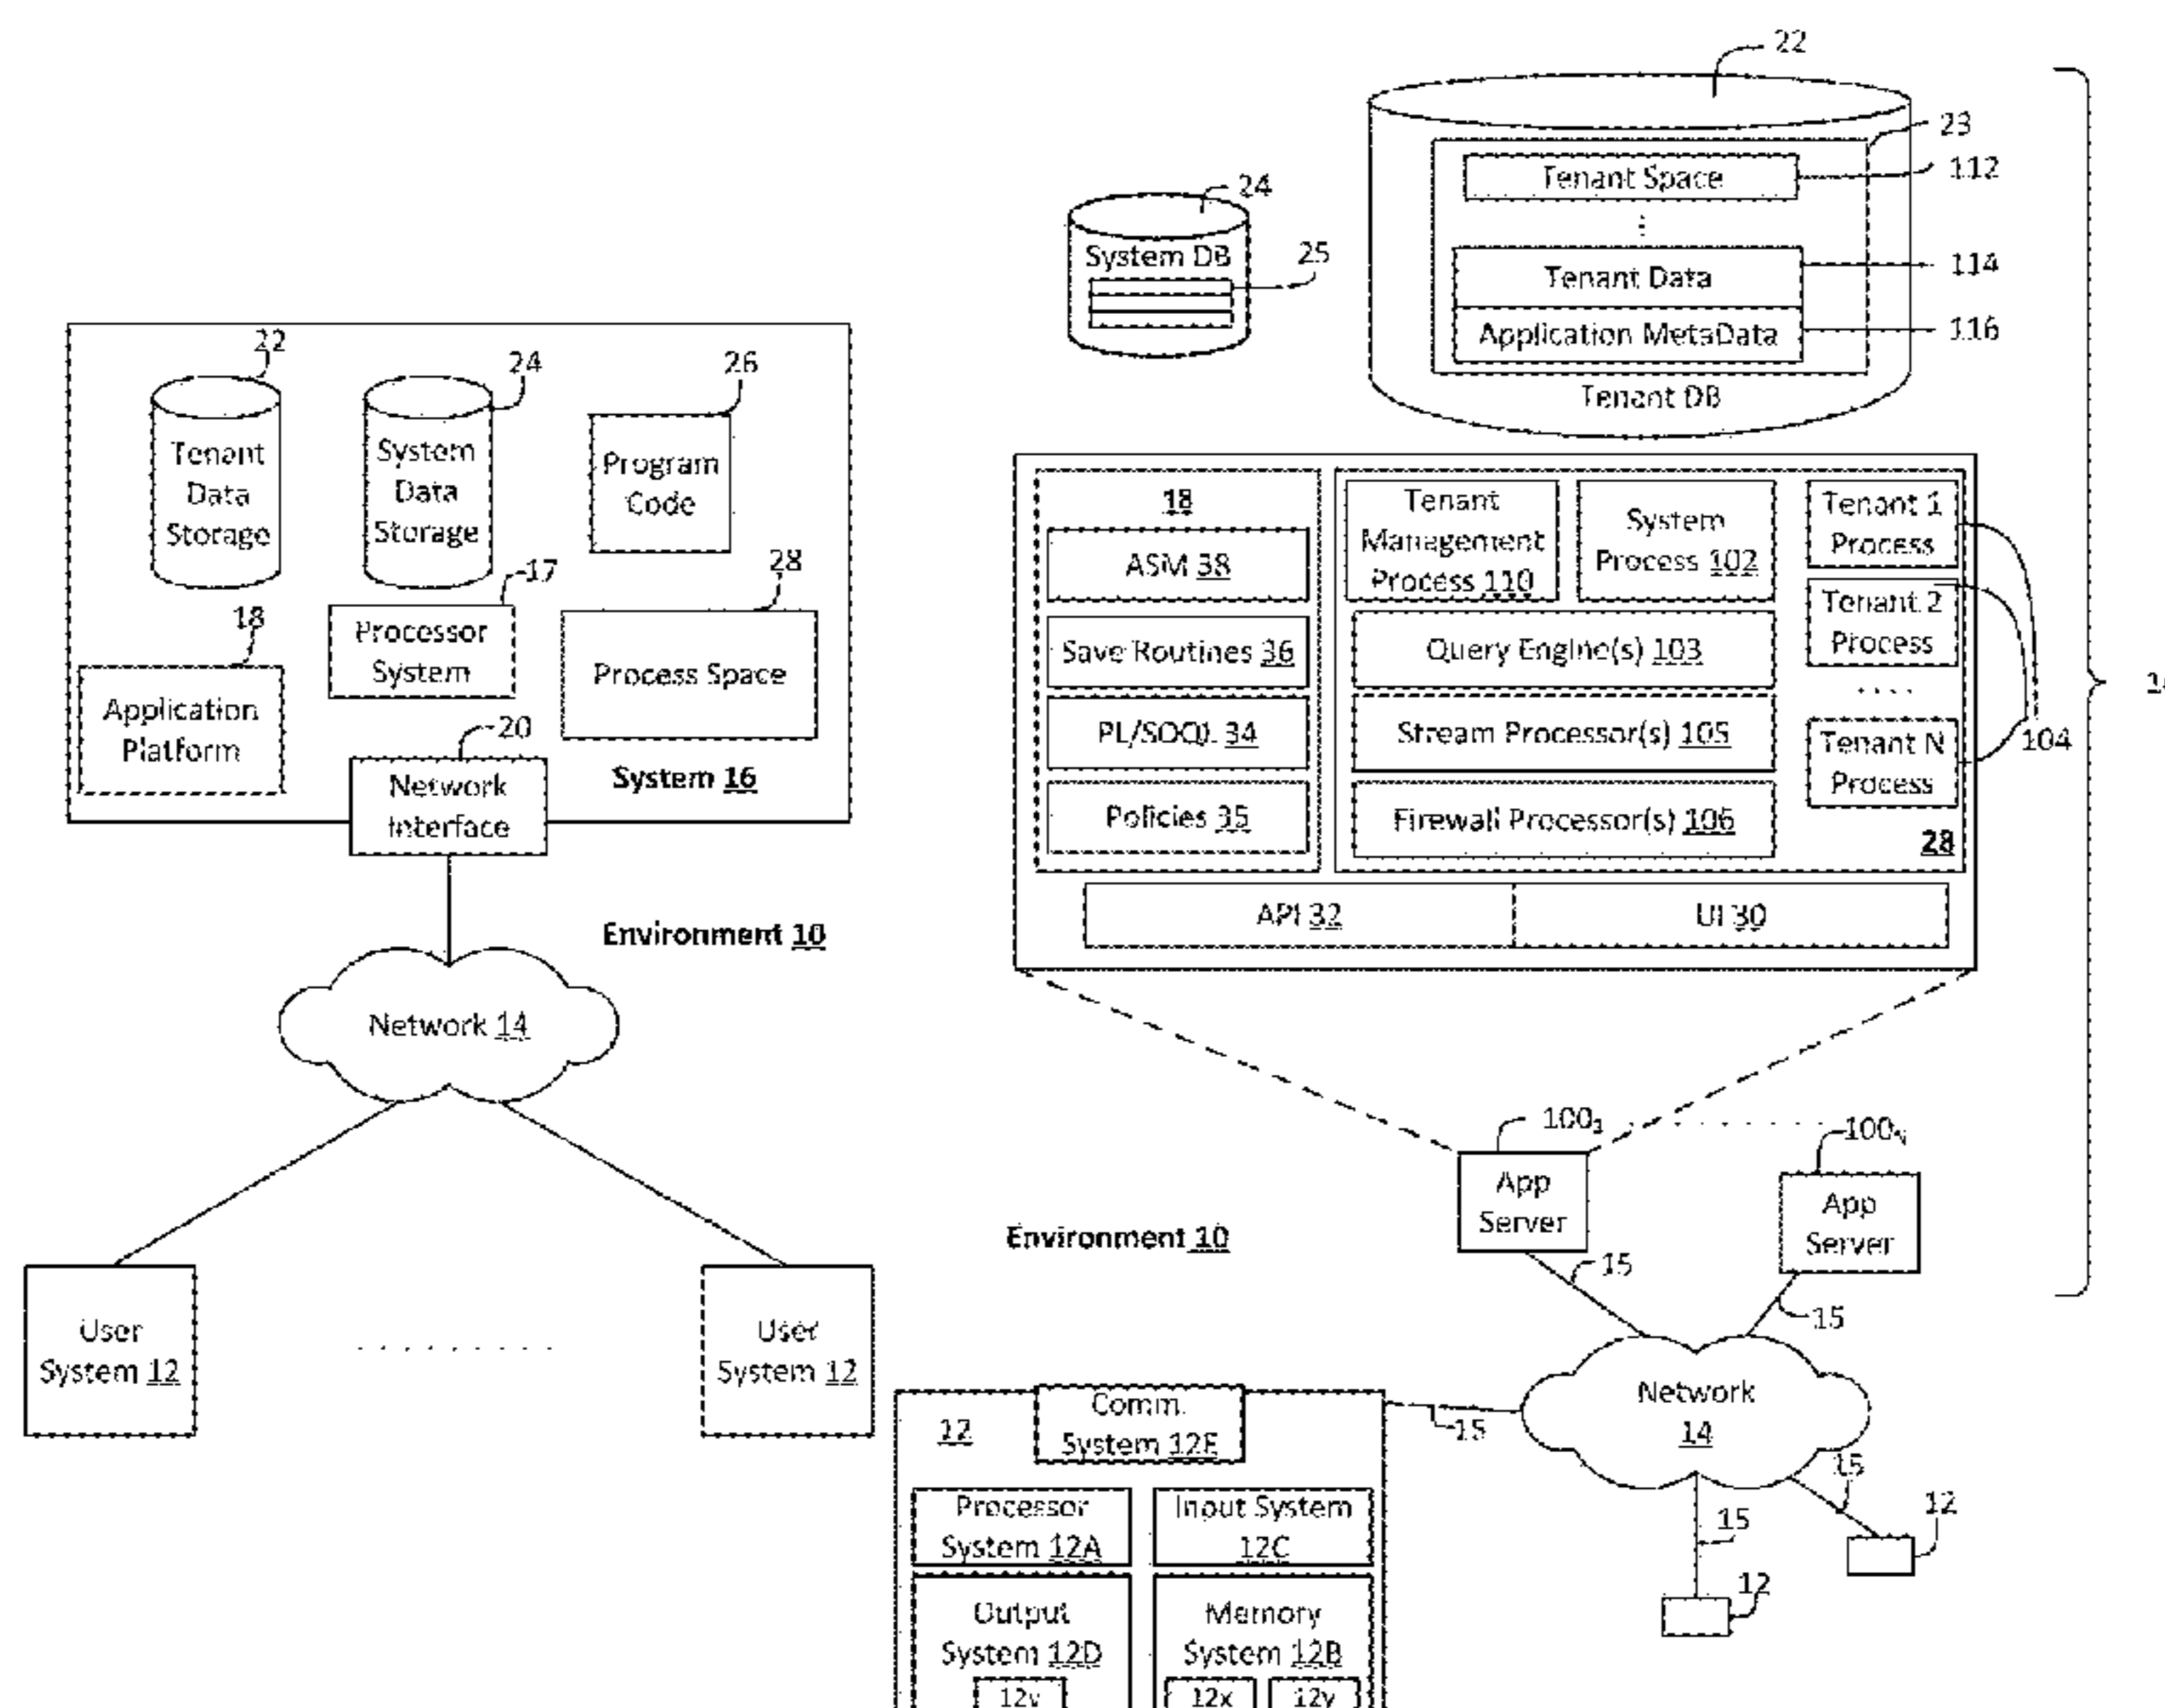 22
24
26
Tenant
Data
Storage
System
Data
Storage
Program
Code
17
28
18
Processor
System
Process Space
Application
Platform
20
Network
Interface
System 16
Environment 10
Network 14
User
System 12
. . . . . . . . . .
User
System 12
22
23
Tenant Space
112
24
System DB
25
Tenant Data
114
Application MetaData
116
Tenant DB
18
ASM 38
Save Routines 36
PL/SOQL 34
Policies 35
Tenant
Management
Process 110
System
Process 102
Tenant 1
Process
Tenant 2
Process
. . . .
Tenant N
Process
104
Query Engine(s) 103
Stream Processor(s) 105
Firewall Processor(s) 106
28
API 32
UI 30
100₁ . . . . . . . . 100N
App
Server
App
Server
Environment 10
15
15
Network
14
15
15
15
12
12
12
Comm.
System 12E
Processor
System 12A
Input System
12C
Output
System 12D
Memory
System 12B
12v
12x
12y